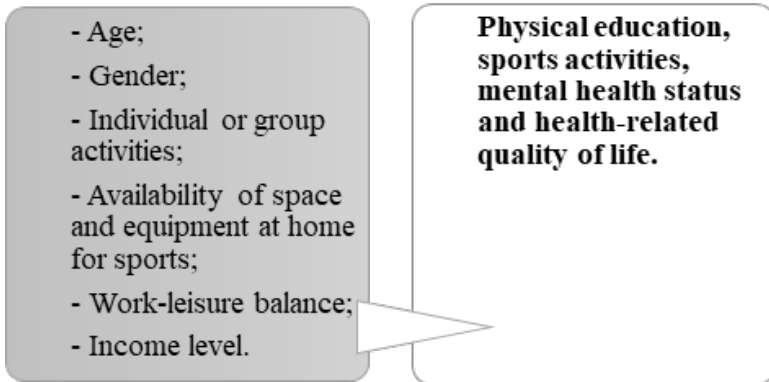 - Age;
- Gender;
- Individual or group
activities;
- Availability of space
and equipment at home
for sports;
- Work-leisure balance;
- Income level.
Physical education,
sports activities,
mental health status
and health-related
quality of life.